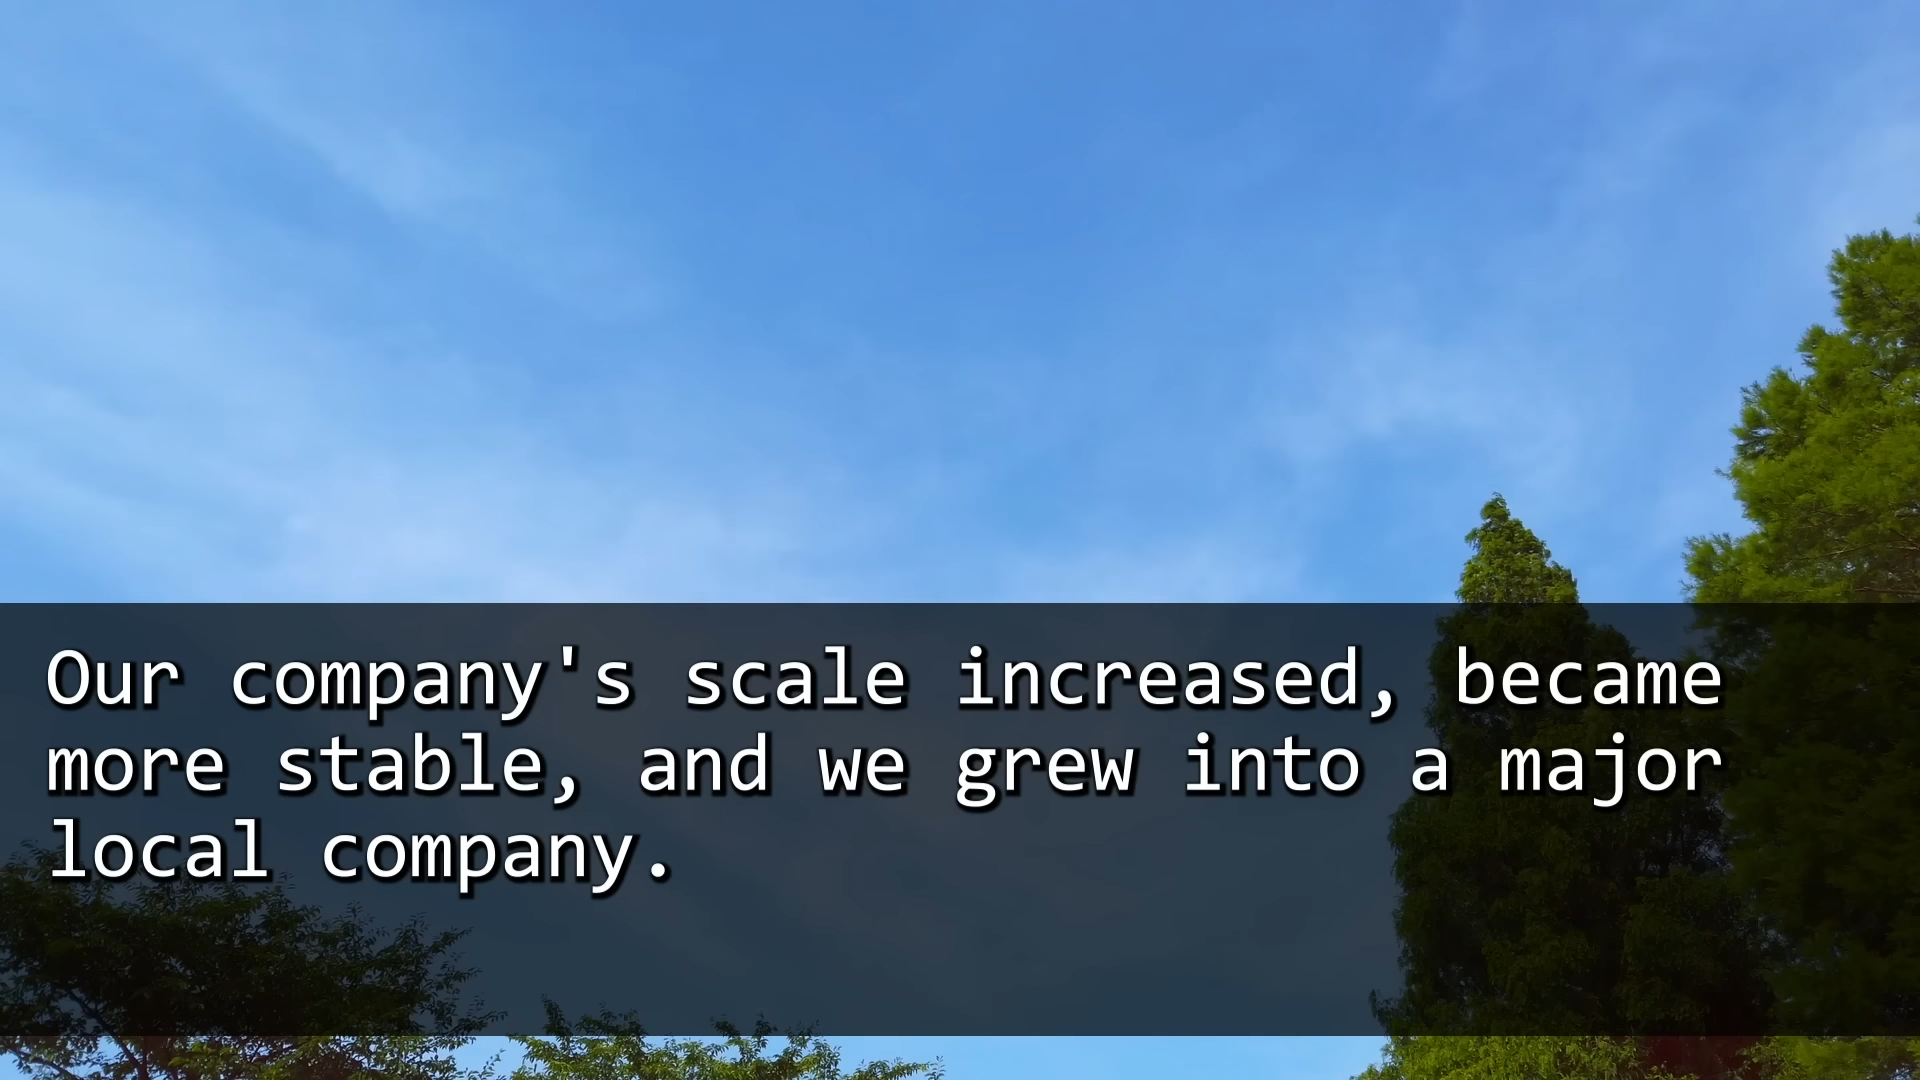 Our company's scale increased, became
more stable, and we grew into a major
local company.